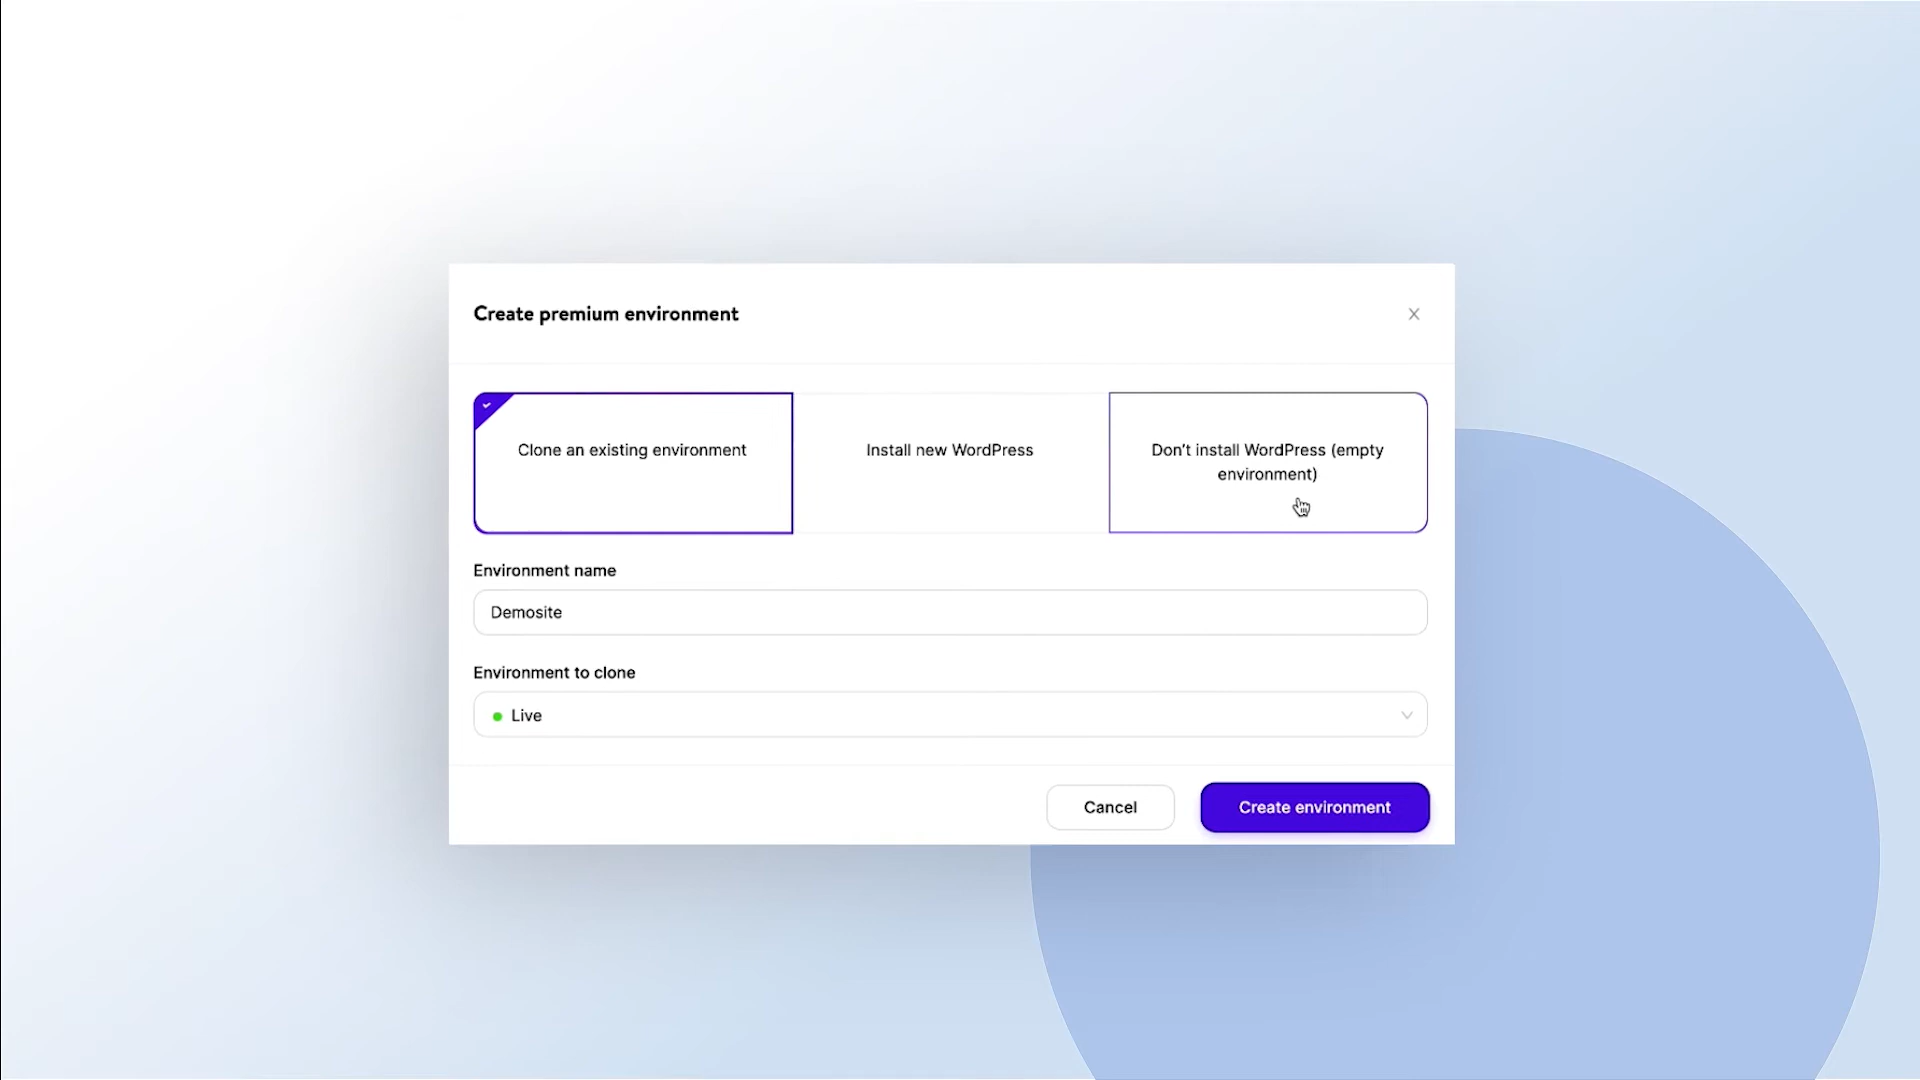 Create premium environment
Clone an existing environment
Install new WordPress
Don't install WordPress (empty
environment)
Environment name
Demosite
Environment to clone
Live
Cancel
Create environment